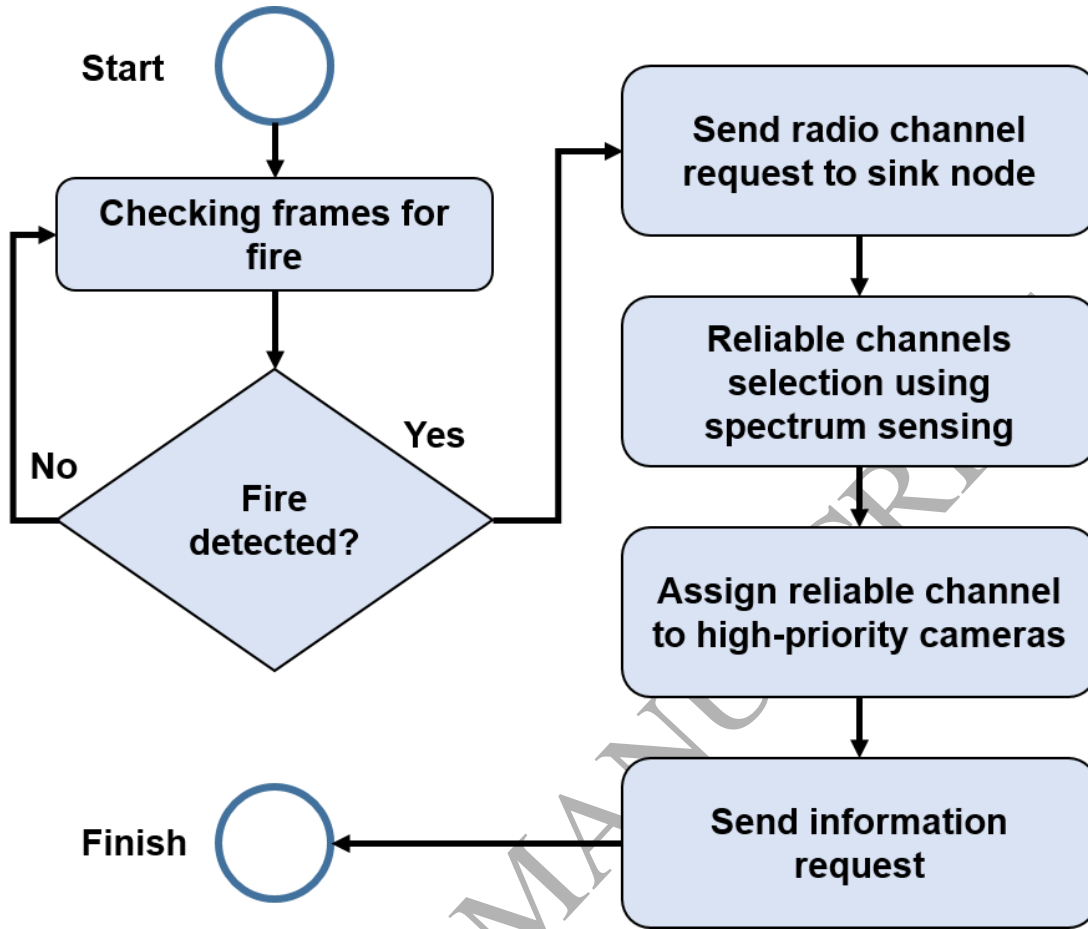 Start
Checking frames for
fire
No
Yes
Fire
detected?
Send radio channel
request to sink node
Reliable channels
selection using
spectrum sensing
Assign reliable channel
to high-priority cameras
Send information
request
Finish